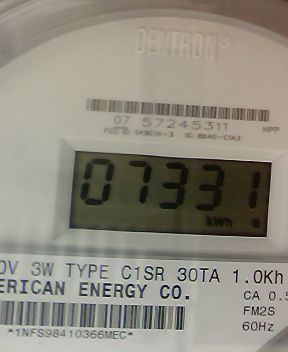 CENTRON®
07 57245311
HPP
07331
kWh
0V 3W TYPE C1SR 30TA 1.0Kh
ERICAN ENERGY CO.
CA 0.5
FM2S
60Hz
*1NFS98410366MEC*